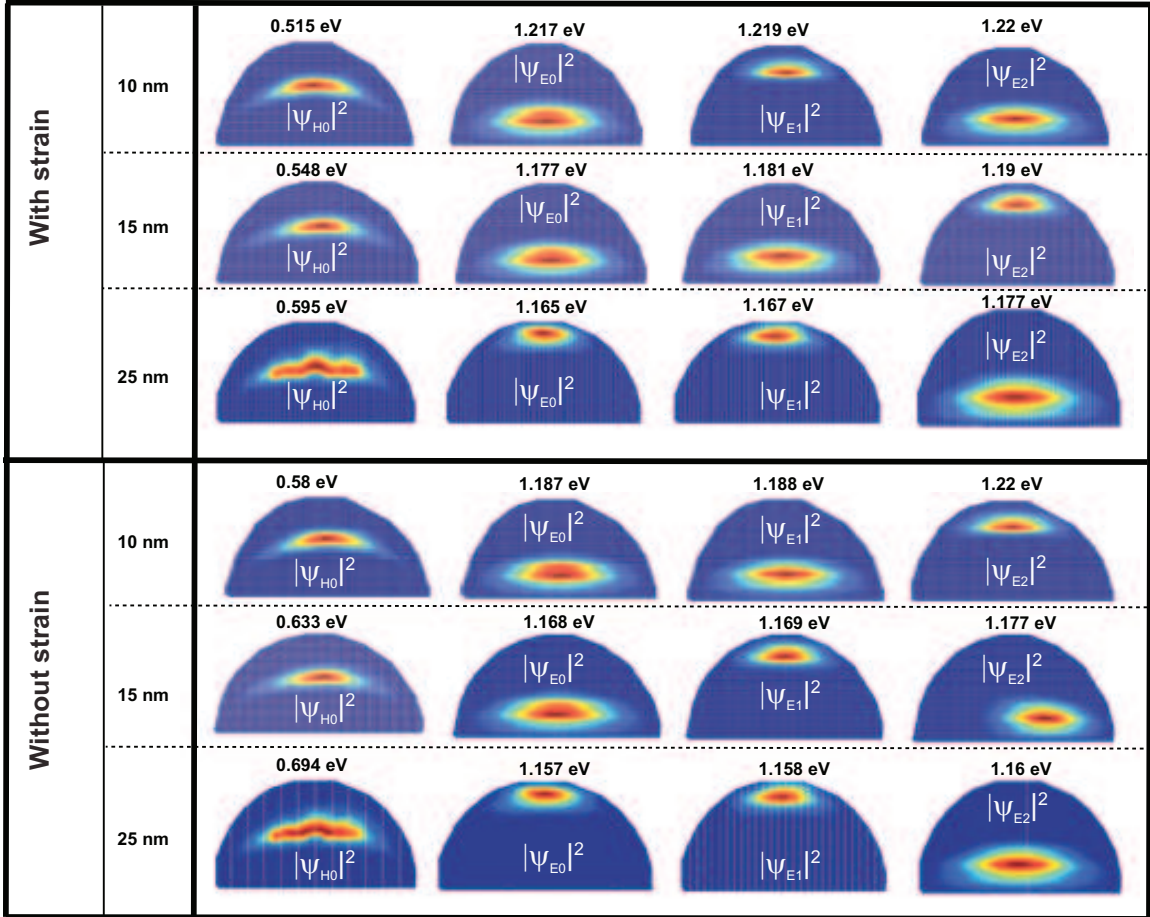 With strain
10 nm
0.515 eV 1.217 eV 1.219 eV 1.22 eV
|ψH0|² |ψE0|² |ψE1|² |ψE2|²
15 nm
0.548 eV 1.177 eV 1.181 eV 1.19 eV
|ψH0|² |ψE0|² |ψE1|² |ψE2|²
25 nm
0.595 eV 1.165 eV 1.167 eV 1.177 eV
|ψH0|² |ψE0|² |ψE1|² |ψE2|²
Without strain
10 nm
0.58 eV 1.187 eV 1.188 eV 1.22 eV
|ψH0|² |ψE0|² |ψE1|² |ψE2|²
15 nm
0.633 eV 1.168 eV 1.169 eV 1.177 eV
|ψH0|² |ψE0|² |ψE1|² |ψE2|²
25 nm
0.694 eV 1.157 eV 1.158 eV 1.16 eV
|ψH0|² |ψE0|² |ψE1|² |ψE2|²